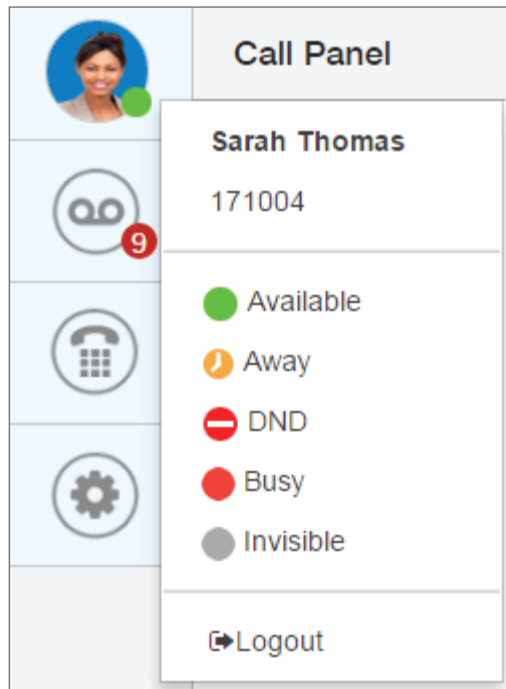 Call Panel
Sarah Thomas
171004
9
Available
Away
DND
Busy
Invisible
Logout